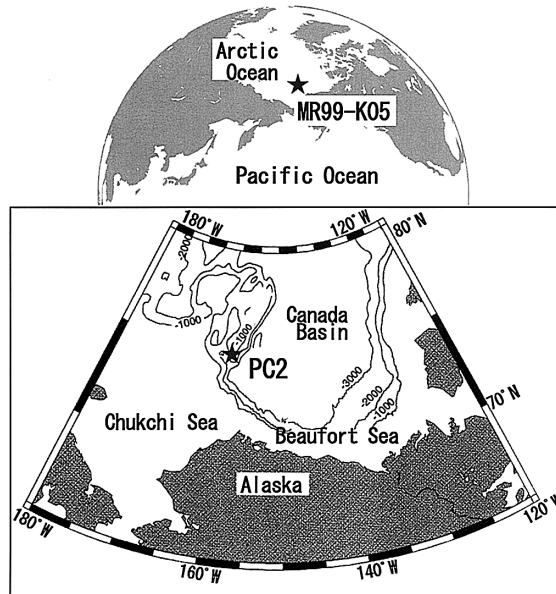 Arctic
Ocean
MR99-K05
Pacific Ocean
180°W
120°W
80°N
-2000
-1000
-1000
Canada
Basin
PC2
-3000
-2000
-1000
70°N
Chukchi Sea
Beaufort Sea
Alaska
180°W
160°W
140°W
120°W